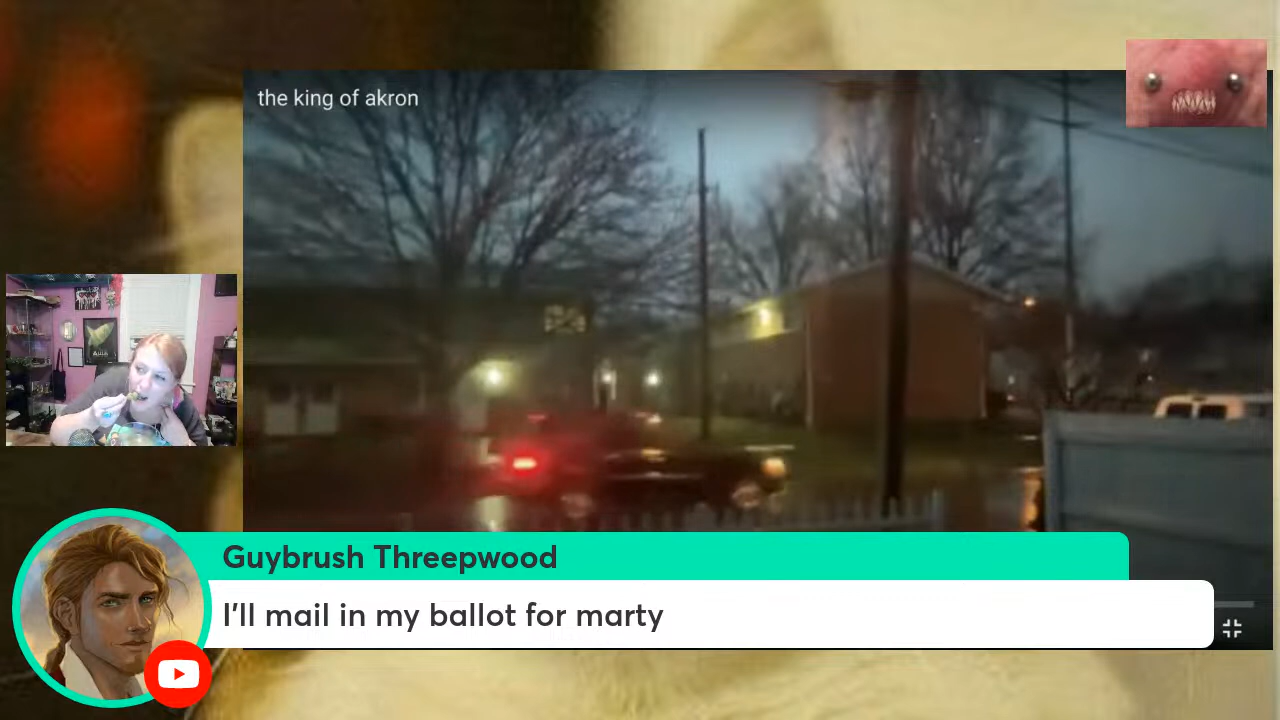 the king of akron
Guybrush Threepwood
I'll mail in my ballot for marty